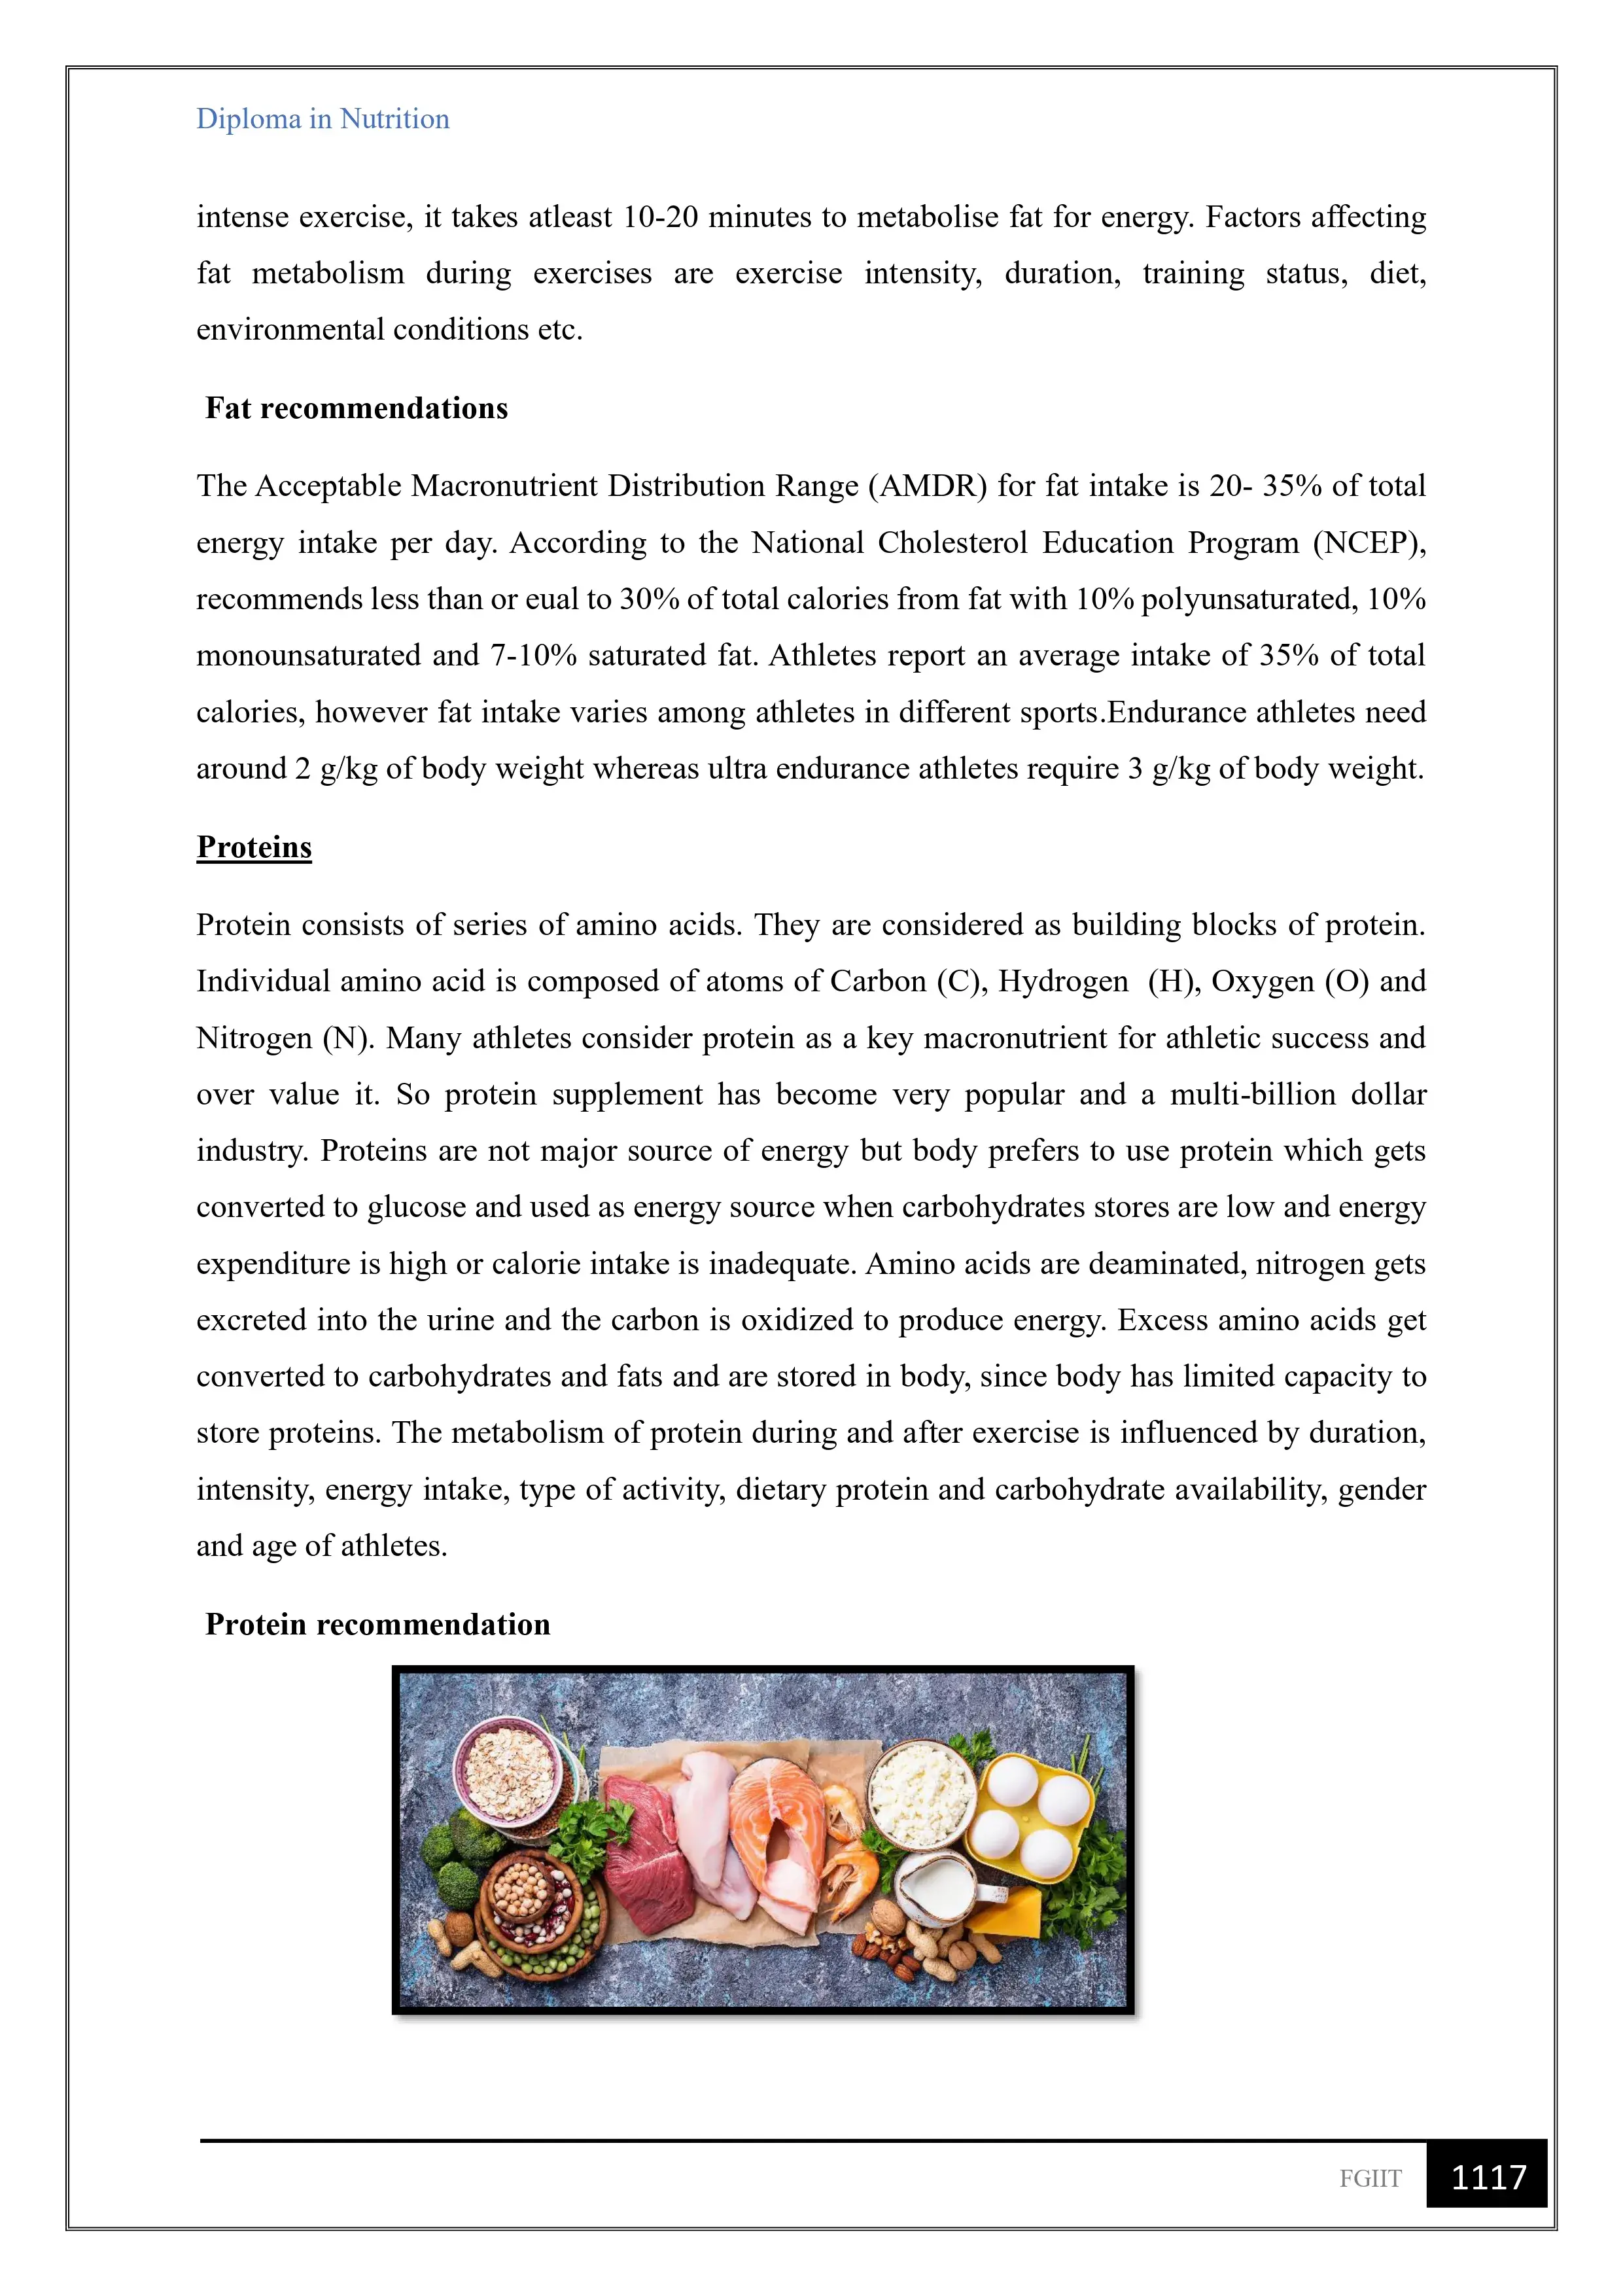 Diploma in Nutrition
intense exercise, it takes atleast 10-20 minutes to metabolise fat for energy. Factors affecting
fat metabolism during exercises are exercise intensity, duration, training status, diet,
environmental conditions etc.
Fat recommendations
The Acceptable Macronutrient Distribution Range (AMDR) for fat intake is 20- 35% of total
energy intake per day. According to the National Cholesterol Education Program (NCEP),
recommends less than or eual to 30% of total calories from fat with 10% polyunsaturated, 10%
monounsaturated and 7-10% saturated fat. Athletes report an average intake of 35% of total
calories, however fat intake varies among athletes in different sports.Endurance athletes need
around 2 g/kg of body weight whereas ultra endurance athletes require 3 g/kg of body weight.
Proteins
Protein consists of series of amino acids. They are considered as building blocks of protein.
Individual amino acid is composed of atoms of Carbon (C), Hydrogen  (H), Oxygen (O) and
Nitrogen (N). Many athletes consider protein as a key macronutrient for athletic success and
over value it. So protein supplement has become very popular and a multi-billion dollar
industry. Proteins are not major source of energy but body prefers to use protein which gets
converted to glucose and used as energy source when carbohydrates stores are low and energy
expenditure is high or calorie intake is inadequate. Amino acids are deaminated, nitrogen gets
excreted into the urine and the carbon is oxidized to produce energy. Excess amino acids get
converted to carbohydrates and fats and are stored in body, since body has limited capacity to
store proteins. The metabolism of protein during and after exercise is influenced by duration,
intensity, energy intake, type of activity, dietary protein and carbohydrate availability, gender
and age of athletes.
Protein recommendation
FGIIT 1117